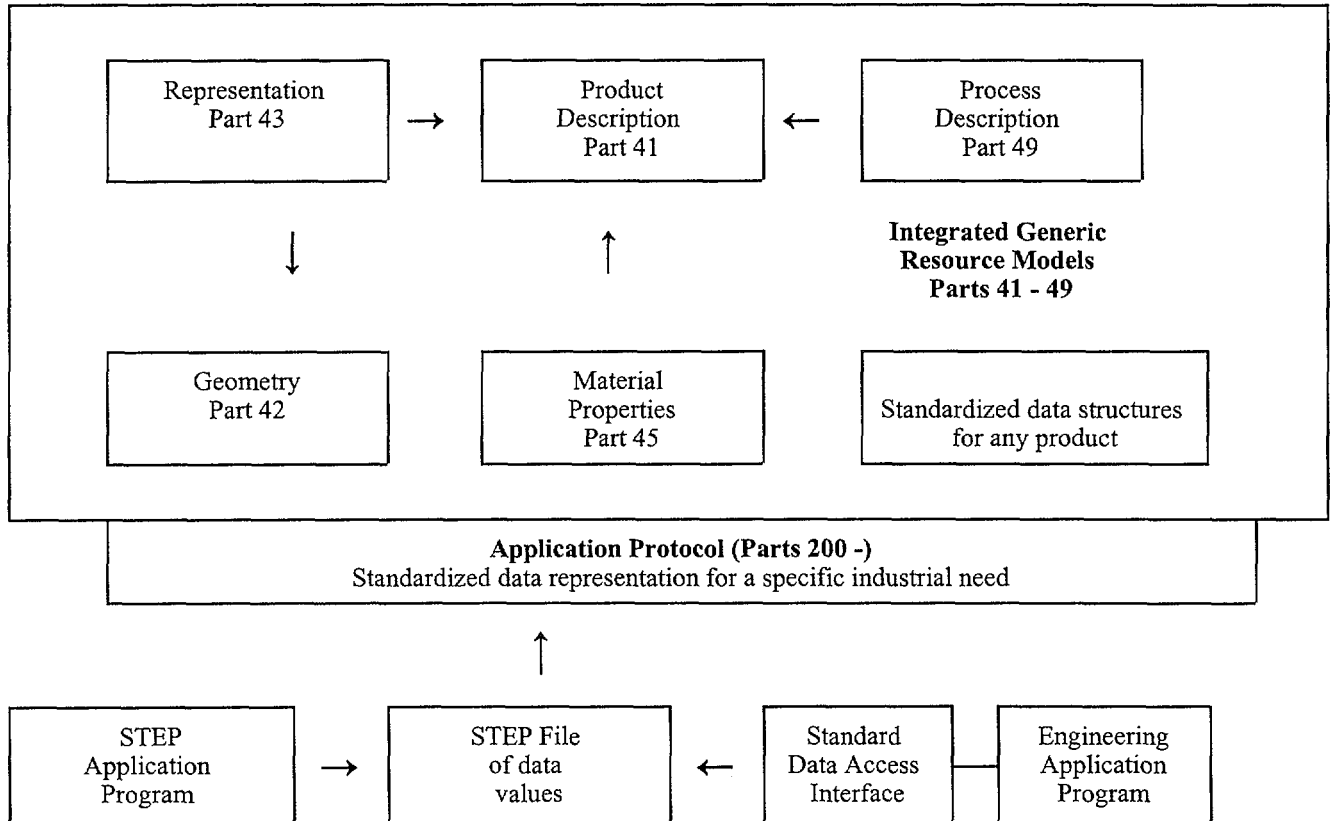 Representation
Part 43
Product
Description
Part 41
Process
Description
Part 49
Integrated Generic
Resource Models
Parts 41 - 49
Geometry
Part 42
Material
Properties
Part 45
Standardized data structures
for any product
Application Protocol (Parts 200 -)
Standardized data representation for a specific industrial need
STEP
Application
Program
STEP File
of data
values
Standard
Data Access
Interface
Engineering
Application
Program